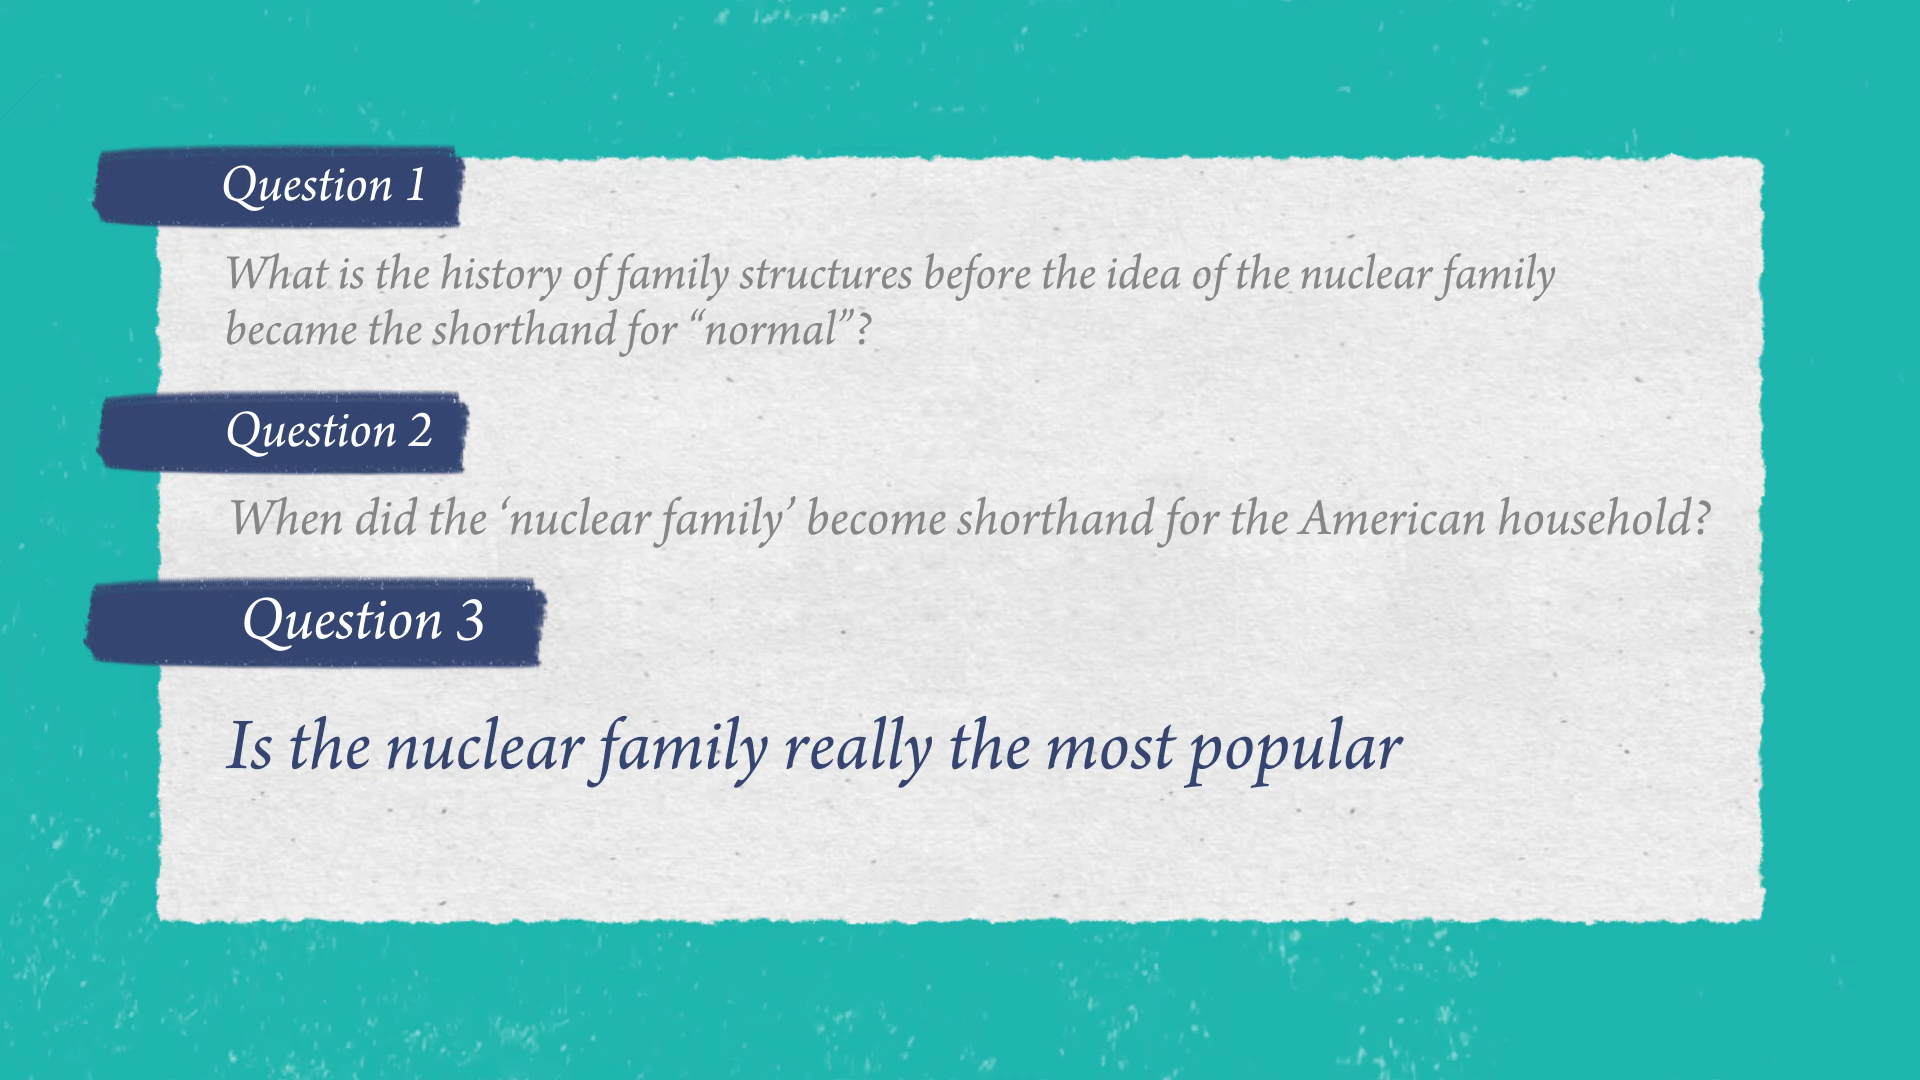 Question 1
What is the history of family structures before the idea of the nuclear family
became the shorthand for “normal”?
Question 2
When did the ‘nuclear family’ become shorthand for the American household?
Question 3
Is the nuclear family really the most popular